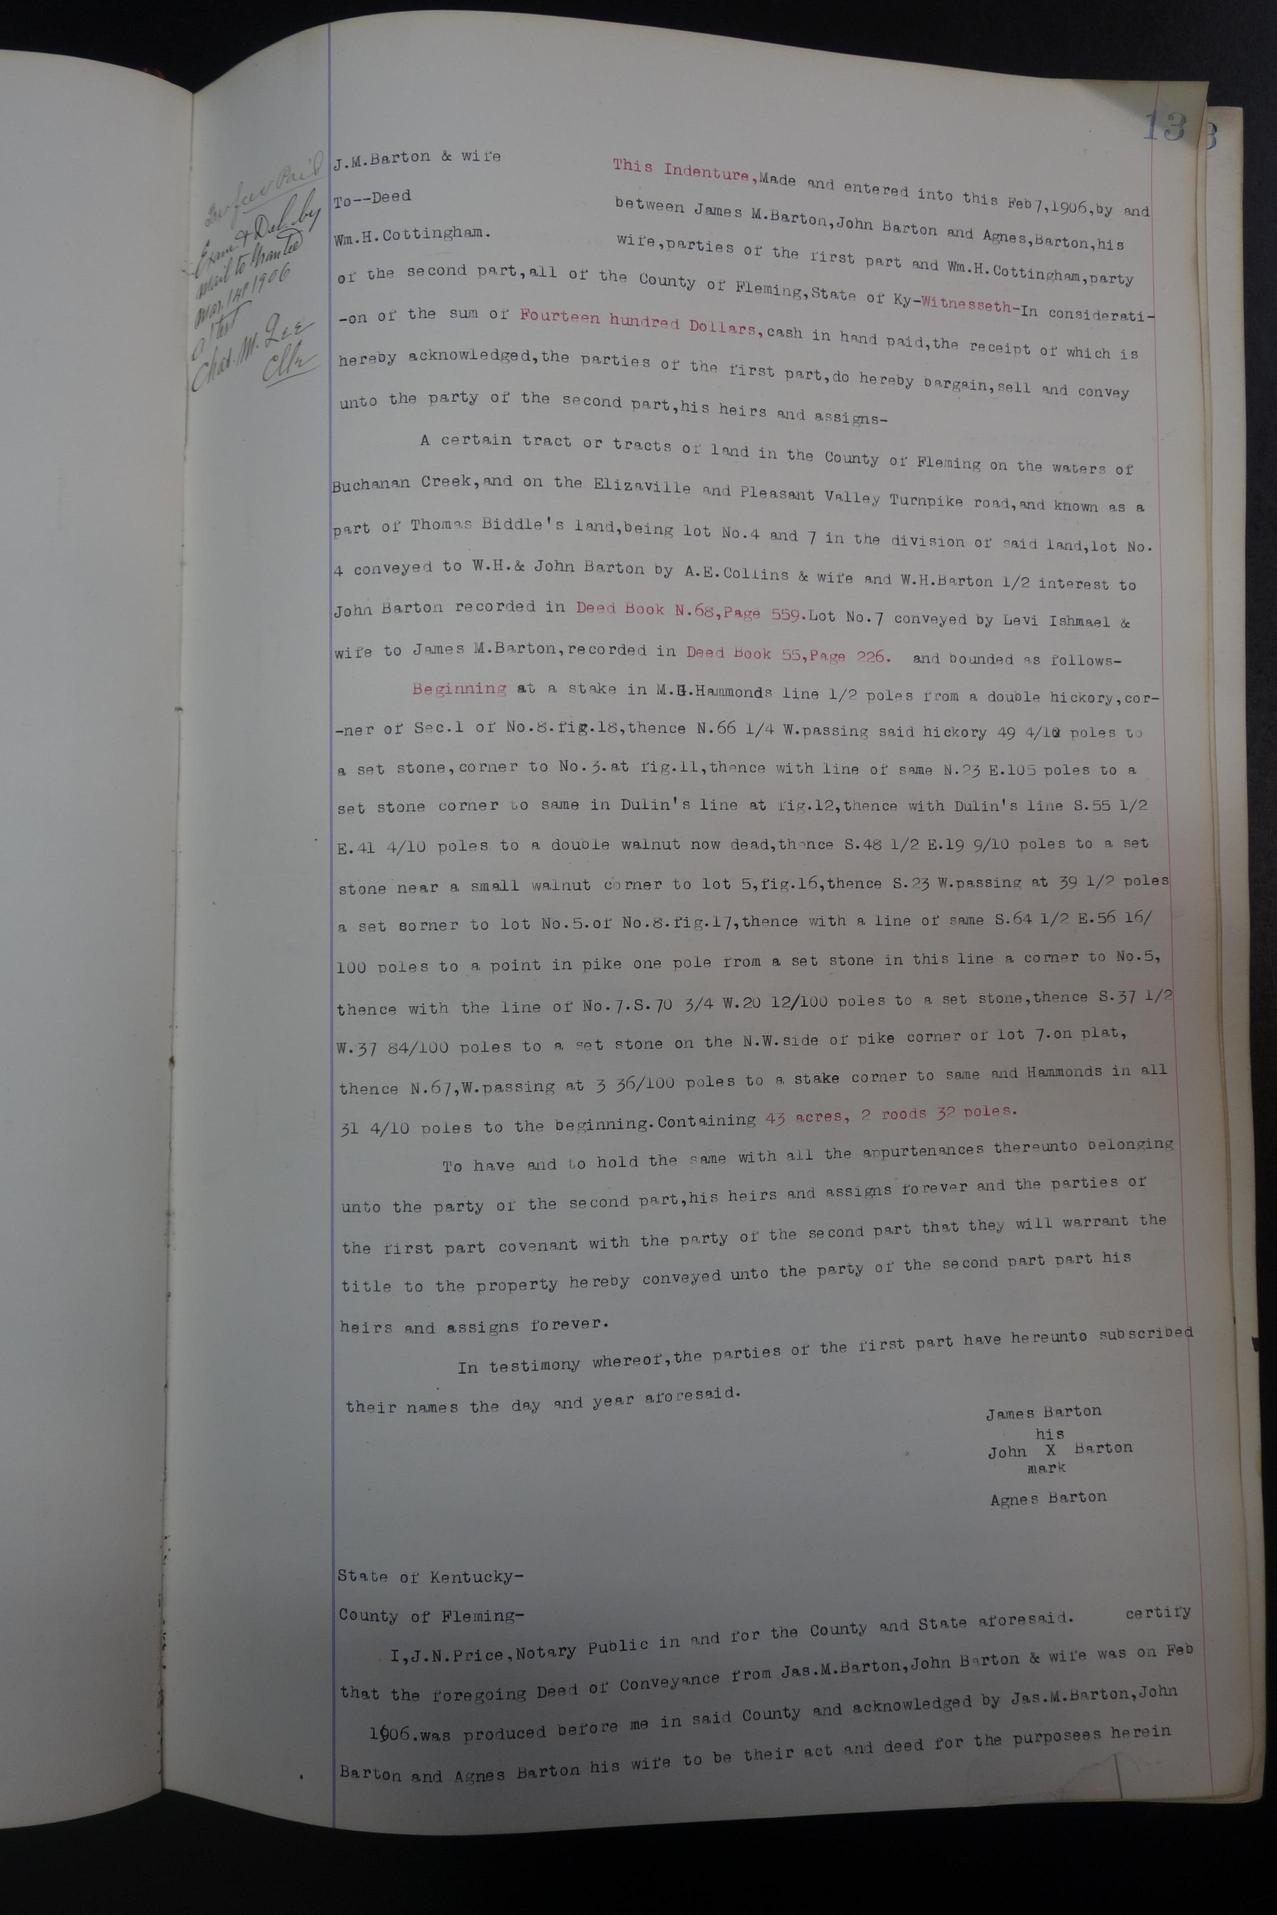 13
J.M.Barton & wife
To--Deed
Wm.H.Cottingham.
fees Paid
Exam & Del. by
mail to Grantee
Mar. 14th 1906
Attest
Chas. M. Lee
Clk
This Indenture,Made and entered into this Feb7,1906,by and
between James M.Barton,John Barton and Agnes,Barton,his
wife,parties of the first part and Wm.H.Cottingham,party
of the second part,all of the County of Fleming,State of Ky-Witnesseth-In considerati-
-on of the sum of Fourteen hundred Dollars,cash in hand paid,the receipt of which is
hereby acknowledged,the parties of the first part,do hereby bargain,sell and convey
unto the party of the second part,his heirs and assigns-
A certain tract or tracts of land in the County of Fleming on the waters of
Buchanan Creek,and on the Elizaville and Pleasant Valley Turnpike road,and known as a
part of Thomas Biddle's land,being lot No.4 and 7 in the division of said land,lot No.
4 conveyed to W.H.& John Barton by A.E.Collins & wife and W.H.Barton 1/2 interest to
John Barton recorded in Deed Book N.68,Page 559.Lot No.7 conveyed by Levi Ishmael &
wife to James M.Barton,recorded in Deed Book 55,Page 226. and bounded as follows-
Beginning at a stake in M. .Hammonds line 1/2 poles from a double hickory,cor-
-ner of Sec.1 of No.8.fig.18,thence N.66 1/4 W.passing said hickory 49 4/10 poles to
a set stone,corner to No.3.at fig.11,thence with line of same N.23 E.105 poles to a
set stone corner to same in Dulin's line at fig.12,thence with Dulin's line S.55 1/2
E.41 4/10 poles to a double walnut now dead,thence S.48 1/2 E.19 9/10 poles to a set
stone near a small walnut corner to lot 5,fig.16,thence S.23 W.passing at 39 1/2 poles
a set sorner to lot No.5.of No.8.fig.17,thence with a line of same S.64 1/2 E.56 16/
100 poles to a point in pike one pole from a set stone in this line a corner to No.5,
thence with the line of No.7.S.70 3/4 W.20 12/100 poles to a set stone,thence S.37 1/2
W.37 84/100 poles to a set stone on the N.W.side of pike corner of lot 7.on plat,
thence N.67,W.passing at 3 36/100 poles to a stake corner to same and Hammonds in all
31 4/10 poles to the beginning.Containing 43 acres, 2 roods 32 poles.
To have and to hold the same with all the appurtenances thereunto belonging
unto the party of the second part,his heirs and assigns forever and the parties of
the first part covenant with the party of the second part that they will warrant the
title to the property hereby conveyed unto the party of the second part part his
heirs and assigns forever.
In testimony whereof,the parties of the first part have hereunto subscribed
their names the day and year aforesaid.
James Barton
his
John X Barton
mark
Agnes Barton
State of Kentucky-
County of Fleming-
I,J.N.Price,Notary Public in and for the County and State aforesaid. certify
that the foregoing Deed of Conveyance from Jas.M.Barton,John Barton & wife was on Feb
1906.was produced before me in said County and acknowledged by Jas.M.Barton,John
Barton and Agnes Barton his wife to be their act and deed for the purposees herein